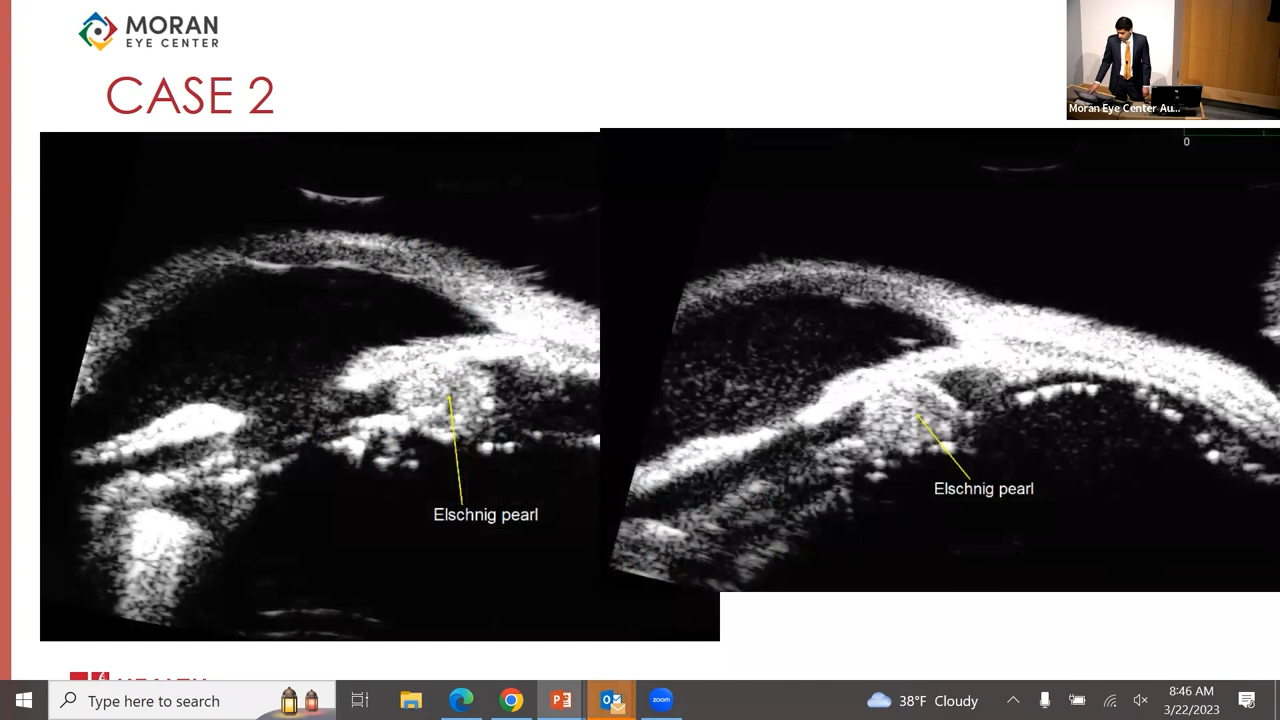 MORAN
EYE CENTER
CASE 2
Moran Eye Center Au...
0
Elschnig pearl
Elschnig pearl
Type here to search
zoom
38°F Cloudy
8:46 AM
3/22/2023